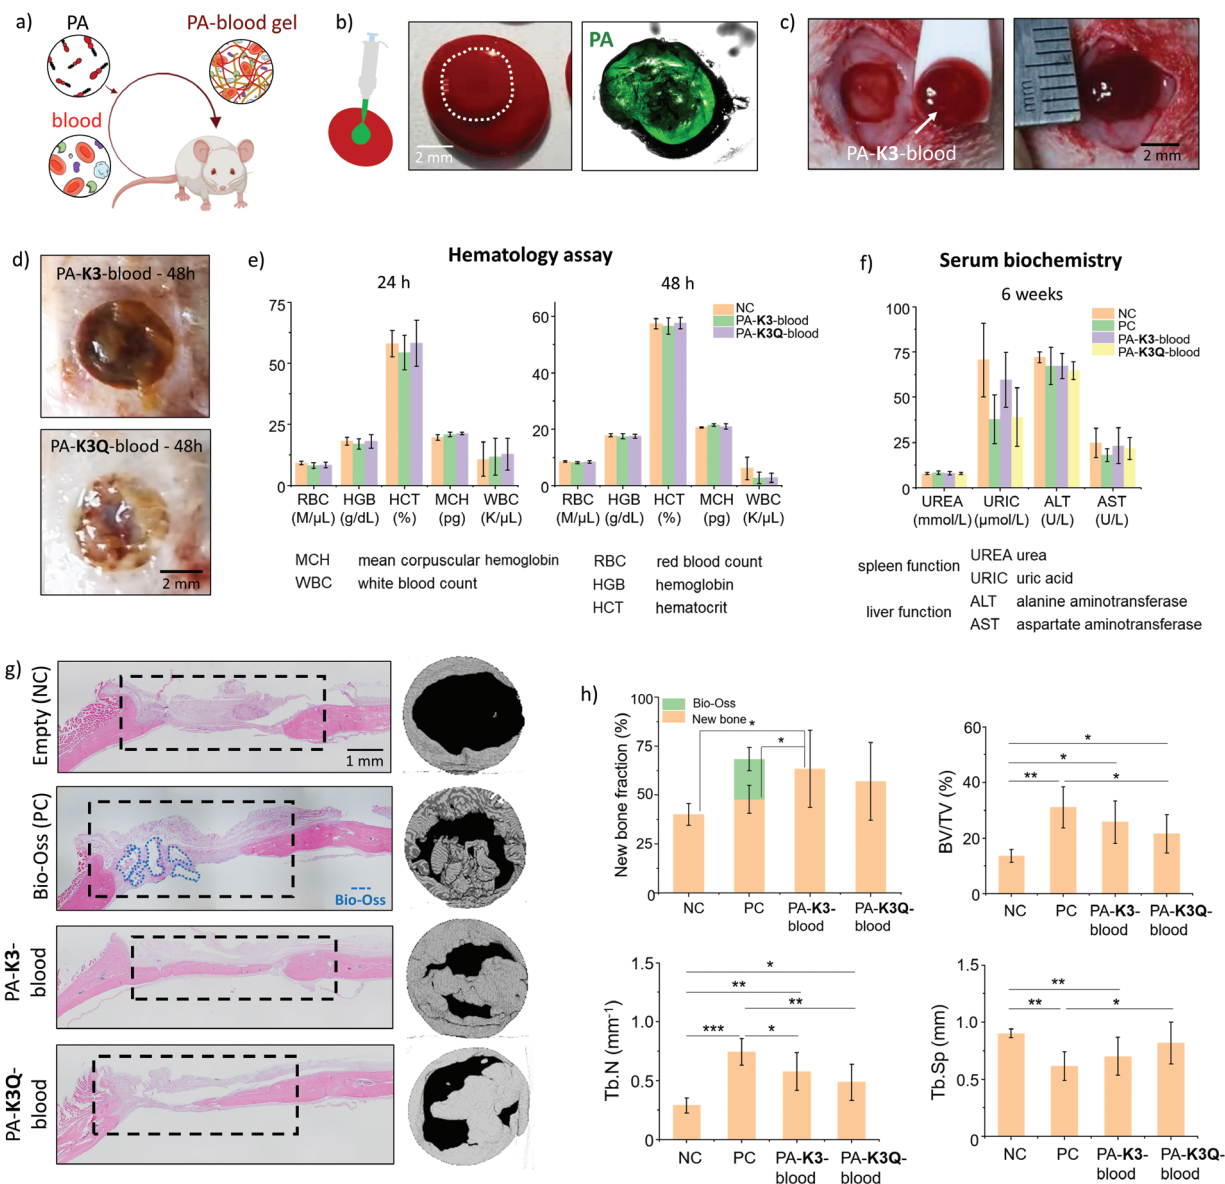 a)
PA
PA-blood gel
blood
b)
2 mm
PA
c)
PA-K3-blood
2 mm
d)
PA-K3-blood - 48h
PA-K3Q-blood - 48h
2 mm
e)
Hematology assay
24 h
75
50
25
0
RBC
(M/μL)
HGB
(g/dL)
HCT
(%)
MCH
(pg)
WBC
(K/μL)
48 h
60
40
20
0
NC
PA-K3-blood
PA-K3Q-blood
RBC
(M/μL)
HGB
(g/dL)
HCT
(%)
MCH
(pg)
WBC
(K/μL)
MCH mean corpuscular hemoglobin
WBC white blood count
RBC red blood count
HGB hemoglobin
HCT hematocrit
f)
Serum biochemistry
6 weeks
100
75
50
25
0
NC
PC
PA-K3-blood
PA-K3Q-blood
UREA
(mmol/L)
URIC
(μmol/L)
ALT
(U/L)
AST
(U/L)
spleen function
UREA urea
URIC uric acid
liver function
ALT alanine aminotransferase
AST aspartate aminotransferase
g)
Empty (NC)
1 mm
Bio-Oss (PC)
Bio-Oss
PA-K3-
blood
PA-K3Q-
blood
h)
New bone fraction (%)
100
75
50
25
0
Bio-Oss
New bone
*
*
NC
PC
PA-K3-
blood
PA-K3Q-
blood
BV/TV (%)
60
40
20
0
*
*
**
*
NC
PC
PA-K3-
blood
PA-K3Q-
blood
Tb.N (mm-1)
1.5
1.0
0.5
0
*
**
**
***
*
NC
PC
PA-K3-
blood
PA-K3Q-
blood
Tb.Sp (mm)
1.5
1.0
0.5
0
**
**
*
NC
PC
PA-K3-
blood
PA-K3Q-
blood